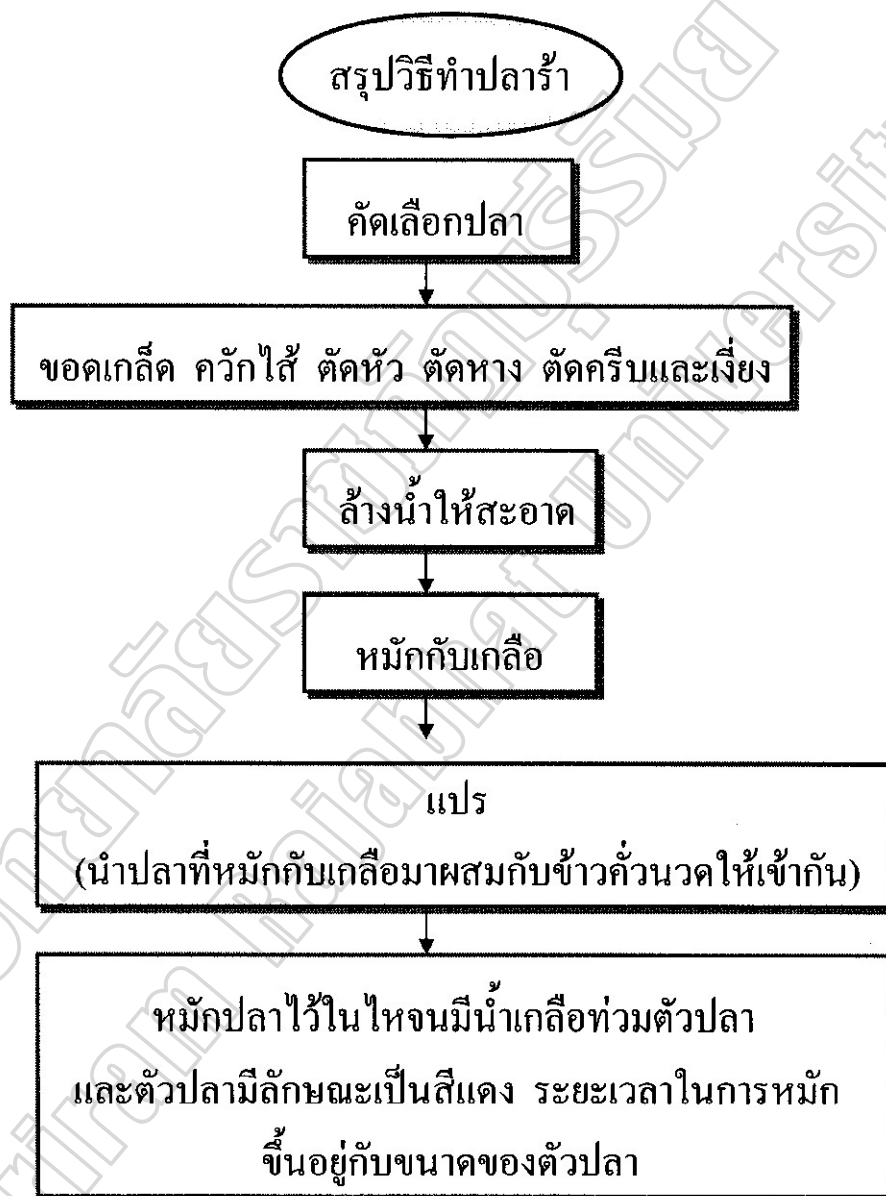 สรุปวิธีทำปลาร้า
คัดเลือกปลา
ขอดเกล็ด ควักไส้ ตัดหัว ตัดหาง ตัดครีบและเงี่ยง
ล้างน้ำให้สะอาด
หมักกับเกลือ
แปร
(นำปลาที่หมักกับเกลือมาผสมกับข้าวคั่วนวดให้เข้ากัน)
หมักปลาไว้ในไหจนมีน้ำเกลือท่วมตัวปลา
และตัวปลามีลักษณะเป็นสีแดง ระยะเวลาในการหมัก
ขึ้นอยู่กับขนาดของตัวปลา